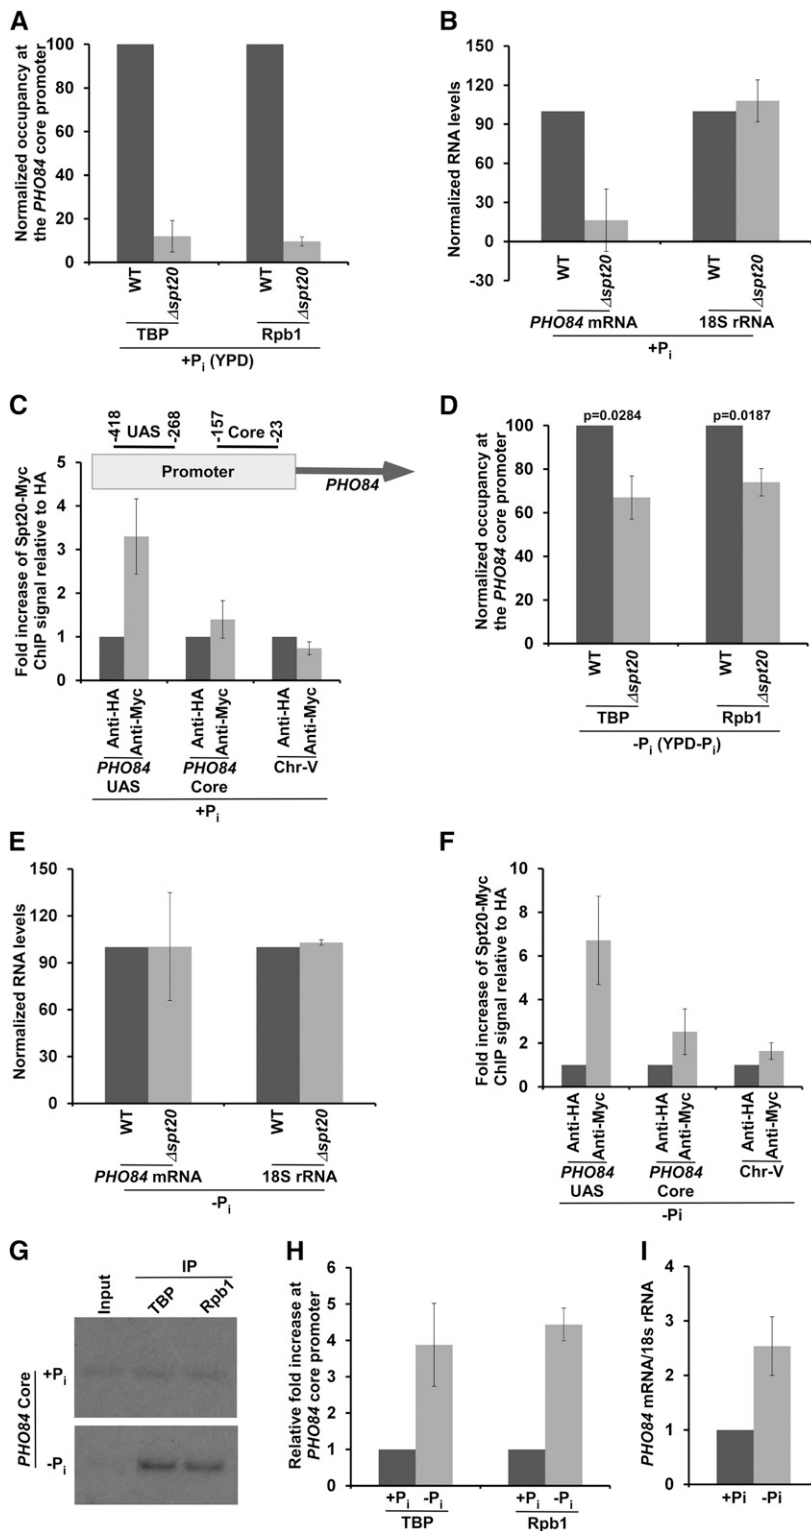 A
Normalized occupancy at
the PHO84 core promoter
100
80
60
40
20
0
WT
Δspt20
WT
Δspt20
TBP
Rpb1
+Pi (YPD)
B
Normalized RNA levels
150
120
90
60
30
0
-30
WT
Δspt20
WT
Δspt20
PHO84 mRNA
18S rRNA
+Pi
C
-418
UAS
-268
-157
Core
-23
Promoter
PHO84
Fold increase of Spt20-Myc
ChIP signal relative to HA
5
4
3
2
1
0
Anti-HA
Anti-Myc
Anti-HA
Anti-Myc
Anti-HA
Anti-Myc
PHO84
UAS
PHO84
Core
Chr-V
+Pi
D
Normalized occupancy at
the PHO84 core promoter
100
80
60
40
20
0
p=0.0284
p=0.0187
WT
Δspt20
WT
Δspt20
TBP
Rpb1
-Pi (YPD-Pi)
E
Normalized RNA levels
150
120
90
60
30
0
WT
Δspt20
WT
Δspt20
PHO84 mRNA
18S rRNA
-Pi
F
Fold increase of Spt20-Myc
ChIP signal relative to HA
10
8
6
4
2
0
Anti-HA
Anti-Myc
Anti-HA
Anti-Myc
Anti-HA
Anti-Myc
PHO84
UAS
PHO84
Core
Chr-V
-Pi
G
IP
Input
TBP
Rpb1
PHO84 Core
+Pi
-Pi
H
Relative fold increase at
PHO84 core promoter
6
5
4
3
2
1
0
+Pi -Pi
+Pi -Pi
TBP
Rpb1
I
PHO84 mRNA/18s rRNA
4
3
2
1
0
+Pi -Pi